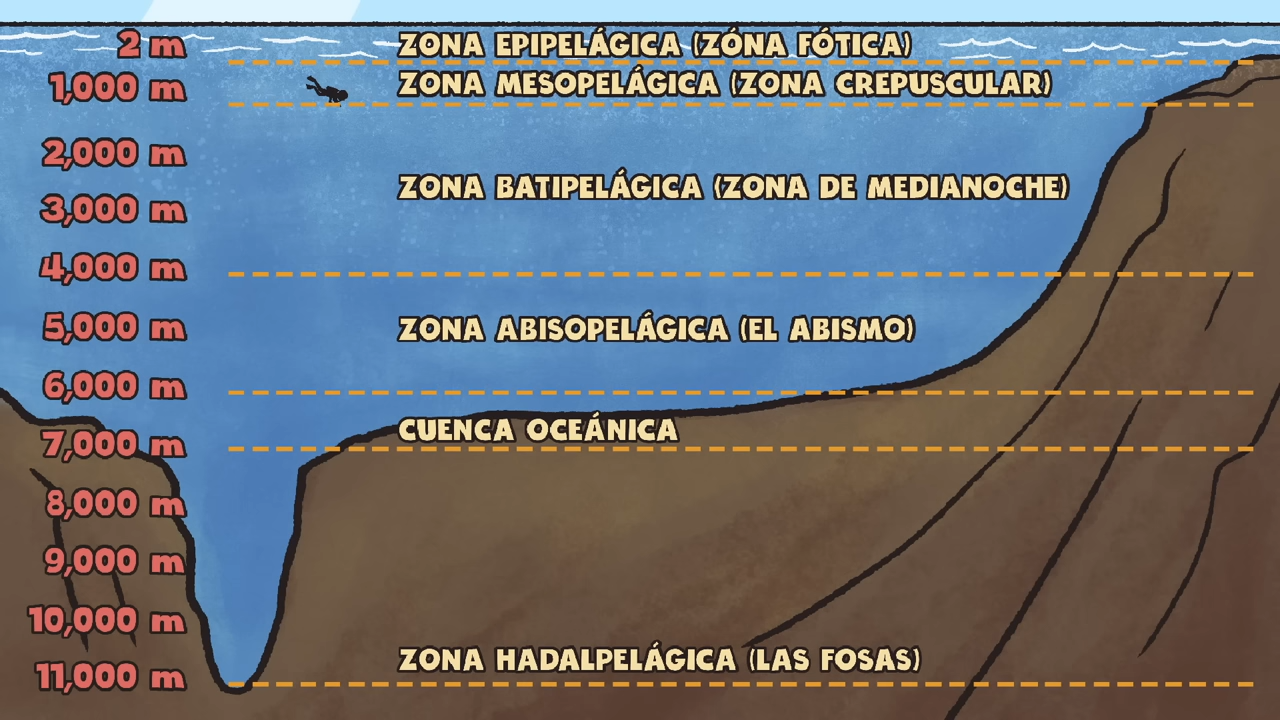 2 m ZONA EPIPELÁGICA (ZÓNA FÓTICA)
1,000 m ZONA MESOPELÁGICA (ZONA CREPUSCULAR)
2,000 m
ZONA BATIPELÁGICA (ZONA DE MEDIANOCHE)
3,000 m
4,000 m
5,000 m ZONA ABISOPELÁGICA (EL ABISMO)
6,000 m
CUENCA OCEÁNICA
7,000 m
8,000 m
9,000 m
10,000 m
ZONA HADALPELÁGICA (LAS FOSAS)
11,000 m